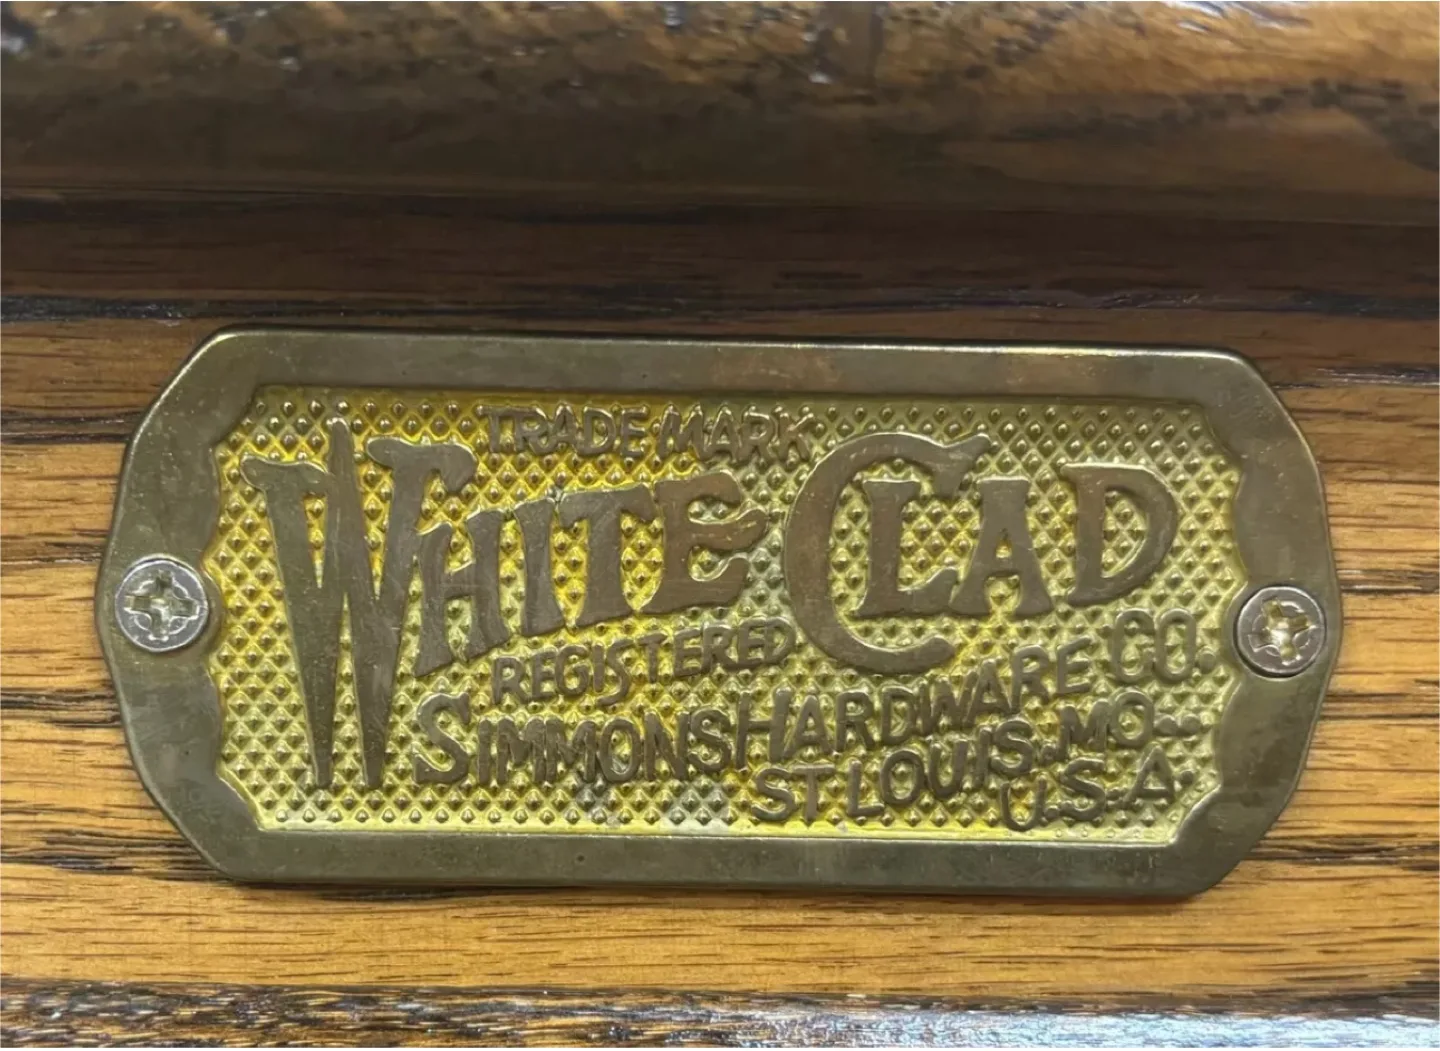 TRADE MARK
WHITE CLAD
REGISTERED
SIMMONS HARDWARE CO.
ST LOUIS. MO.
U.S.A.